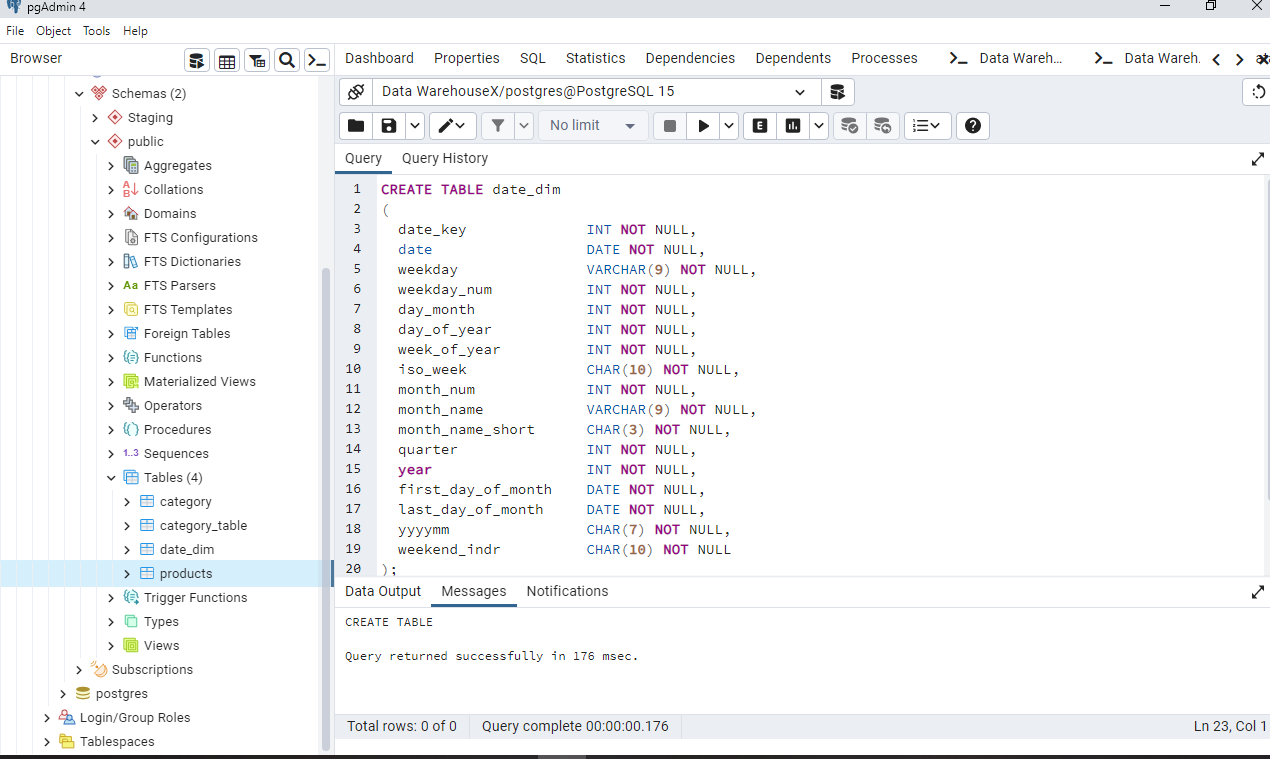 pgAdmin 4
File Object Tools Help
Browser
Dashboard Properties SQL Statistics Dependencies Dependents Processes Data Wareh... Data Wareh.
Data WarehouseX/postgres@PostgreSQL 15
No limit
Query Query History
Schemas (2)
Staging
public
Aggregates
Collations
Domains
FTS Configurations
FTS Dictionaries
Aa FTS Parsers
FTS Templates
Foreign Tables
Functions
Materialized Views
Operators
Procedures
1..3 Sequences
Tables (4)
category
category_table
date_dim
products
Trigger Functions
Types
Views
Subscriptions
postgres
Login/Group Roles
Tablespaces
1 CREATE TABLE date_dim
2 (
3 date_key INT NOT NULL,
4 date DATE NOT NULL,
5 weekday VARCHAR(9) NOT NULL,
6 weekday_num INT NOT NULL,
7 day_month INT NOT NULL,
8 day_of_year INT NOT NULL,
9 week_of_year INT NOT NULL,
10 iso_week CHAR(10) NOT NULL,
11 month_num INT NOT NULL,
12 month_name VARCHAR(9) NOT NULL,
13 month_name_short CHAR(3) NOT NULL,
14 quarter INT NOT NULL,
15 year INT NOT NULL,
16 first_day_of_month DATE NOT NULL,
17 last_day_of_month DATE NOT NULL,
18 yyyymm CHAR(7) NOT NULL,
19 weekend_indr CHAR(10) NOT NULL
20 );
Data Output Messages Notifications
CREATE TABLE
Query returned successfully in 176 msec.
Total rows: 0 of 0 Query complete 00:00:00.176 Ln 23, Col 1